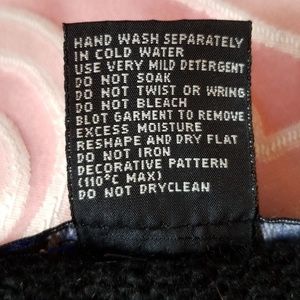 HAND WASH SEPARATELY
IN COLD WATER
USE VERY MILD DETERGENT
DO NOT SOAK
DO NOT TWIST OR WRING
DO NOT BLEACH
BLOT GARMENT TO REMOVE
EXCESS MOISTURE
RESHAPE AND DRY FLAT
DO NOT IRON
DECORATIVE PATTERN
(110°C MAX)
DO NOT DRYCLEAN